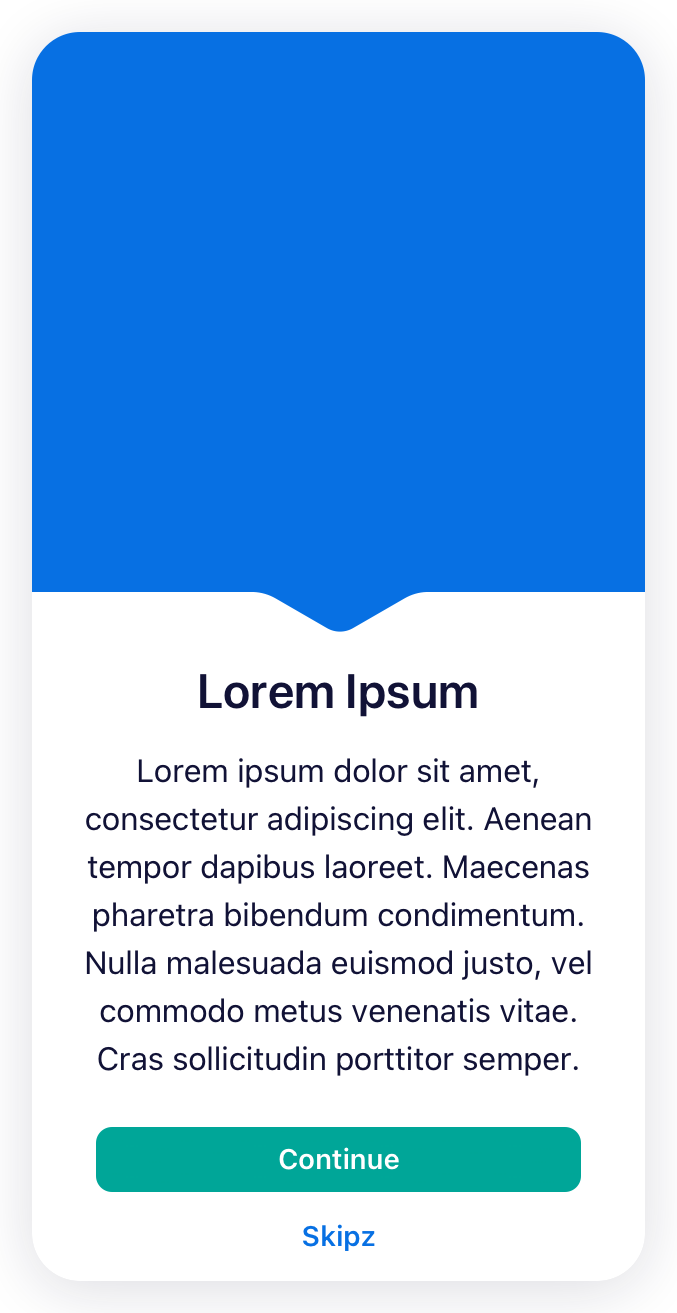 Lorem Ipsum
Lorem ipsum dolor sit amet,
consectetur adipiscing elit. Aenean
tempor dapibus laoreet. Maecenas
pharetra bibendum condimentum.
Nulla malesuada euismod justo, vel
commodo metus venenatis vitae.
Cras sollicitudin porttitor semper.
Continue
Skipz